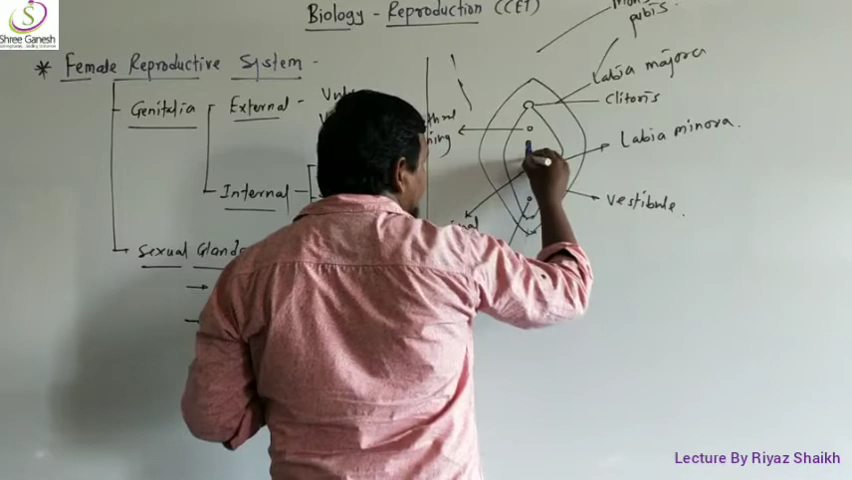 Shree Ganesh
Biology - Reproduction (CET)
* Female Reproductive System -
pubis.
Labia majora
Clitoris
Genitalia
External -
Labia minora.
Internal
Vestibule.
Sexual Glands
Lecture By Riyaz Shaikh